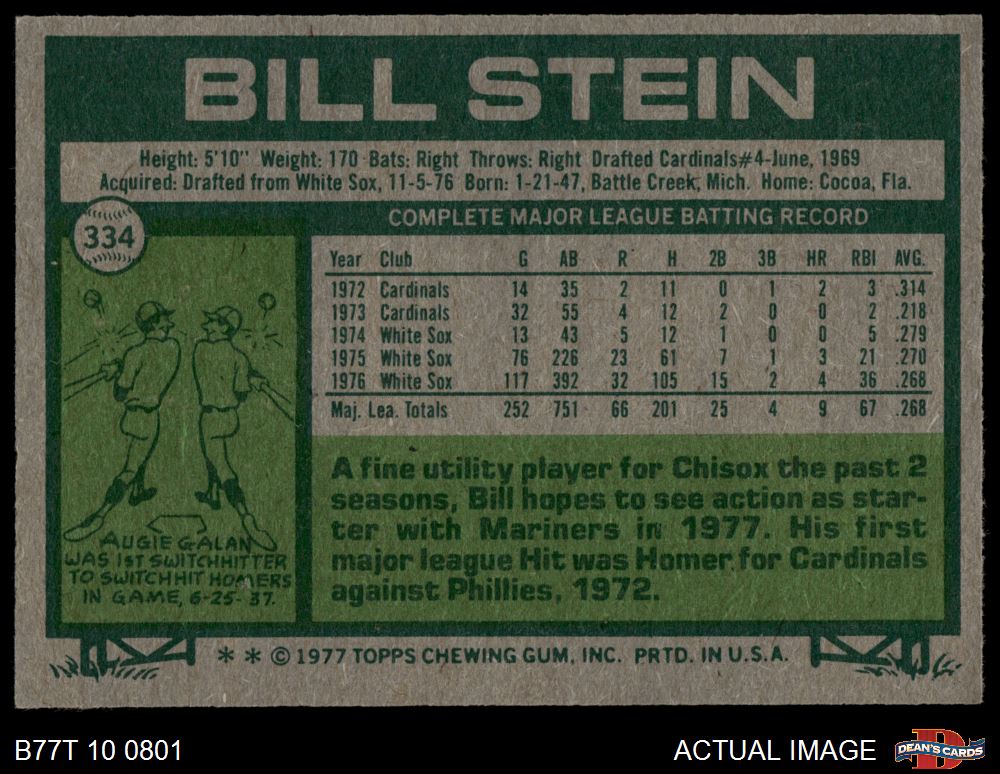 BILL STEIN
Height: 5'10" Weight: 170 Bats: Right Throws: Right Drafted Cardinals#4-June, 1969
Acquired: Drafted from White Sox, 11-5-76 Born: 1-21-47, Battle Creek, Mich. Home: Cocoa, Fla.
334
COMPLETE MAJOR LEAGUE BATTING RECORD
Year Club G AB R H 2B 3B HR RBI AVG.
1972 Cardinals 14 35 2 11 0 1 2 3 .314
1973 Cardinals 32 55 4 12 2 0 0 2 .218
1974 White Sox 13 43 5 12 1 0 0 5 .279
1975 White Sox 76 226 23 61 7 1 3 21 .270
1976 White Sox 117 392 32 105 15 2 4 36 .268
Maj. Lea. Totals 252 751 66 201 25 4 9 67 .268
AUGIE GALAN
WAS 1ST SWITCHHITTER
TO SWITCHHIT HOMERS
IN GAME, 6-25-37.
A fine utility player for Chisox the past 2
seasons, Bill hopes to see action as star-
ter with Mariners in 1977. His first
major league Hit was Homer for Cardinals
against Phillies, 1972.
* * © 1977 TOPPS CHEWING GUM, INC. PRTD. IN U.S.A.
B77T 10 0801
ACTUAL IMAGE
D
DEAN'S CARDS